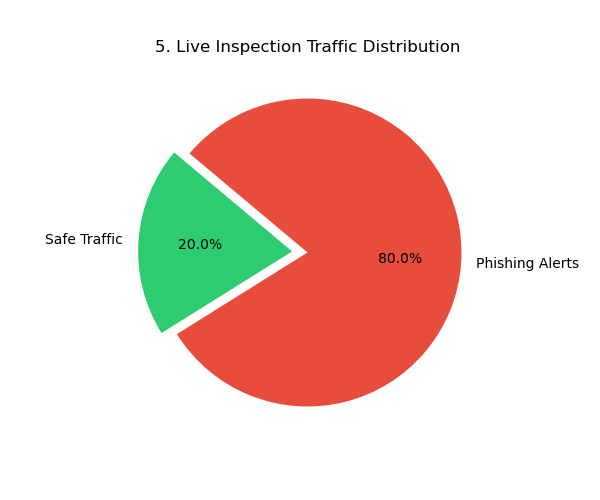 5. Live Inspection Traffic Distribution
Safe Traffic
20.0%
80.0%
Phishing Alerts